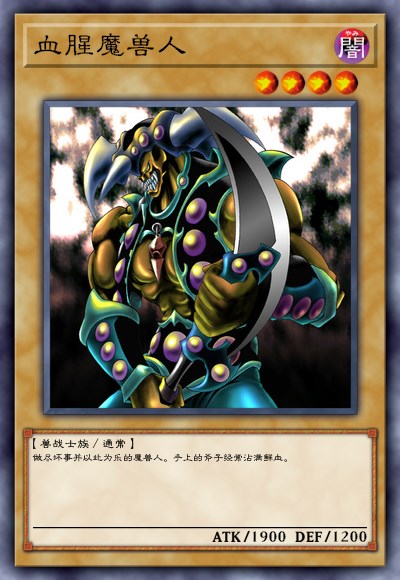 血腥魔兽人
やみ
闇
【兽战士族/通常】
做尽坏事并以此为乐的魔兽人。手上的斧子经常沾满鲜血。
ATK/1900 DEF/1200